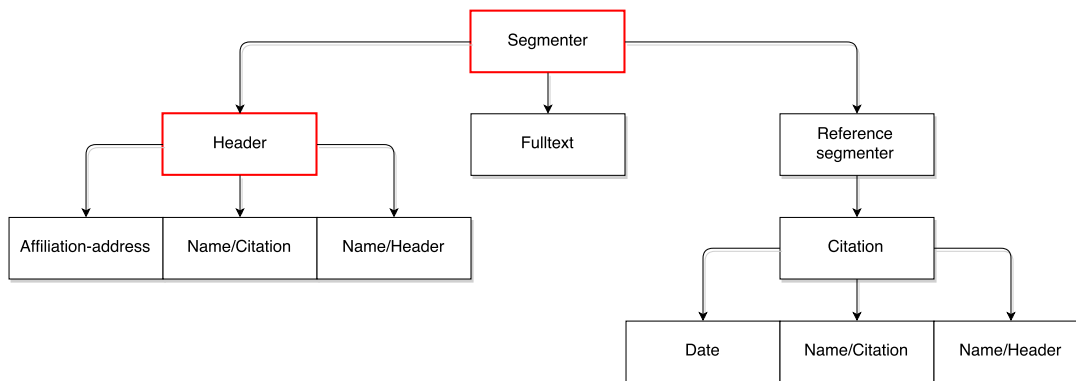 Segmenter
Header
Fulltext
Reference
segmenter
Affiliation-address
Name/Citation
Name/Header
Citation
Date
Name/Citation
Name/Header